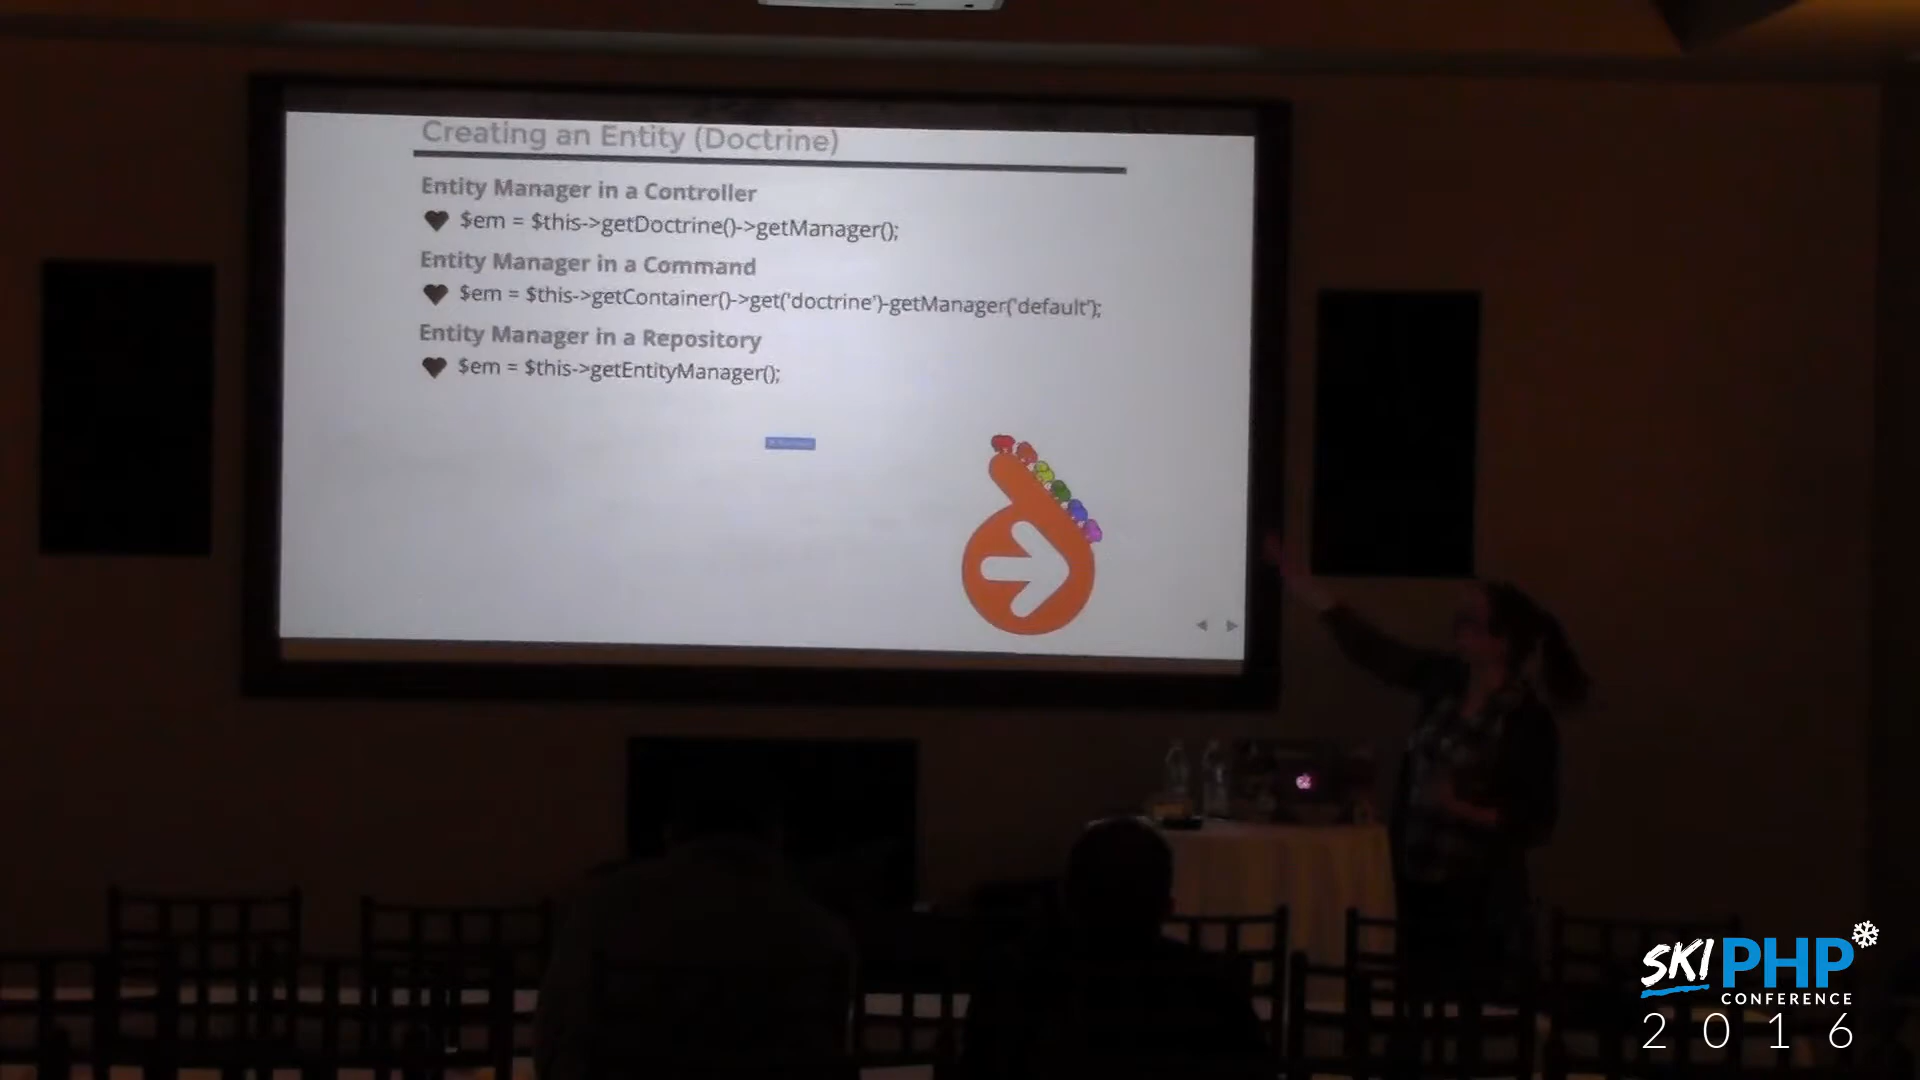 Creating an Entity (Doctrine)
Entity Manager in a Controller
$em = $this->getDoctrine()->getManager();
Entity Manager in a Command
$em = $this->getContainer()->get('doctrine')-getManager('default');
Entity Manager in a Repository
$em = $this->getEntityManager();
SKI PHP
CONFERENCE
2016